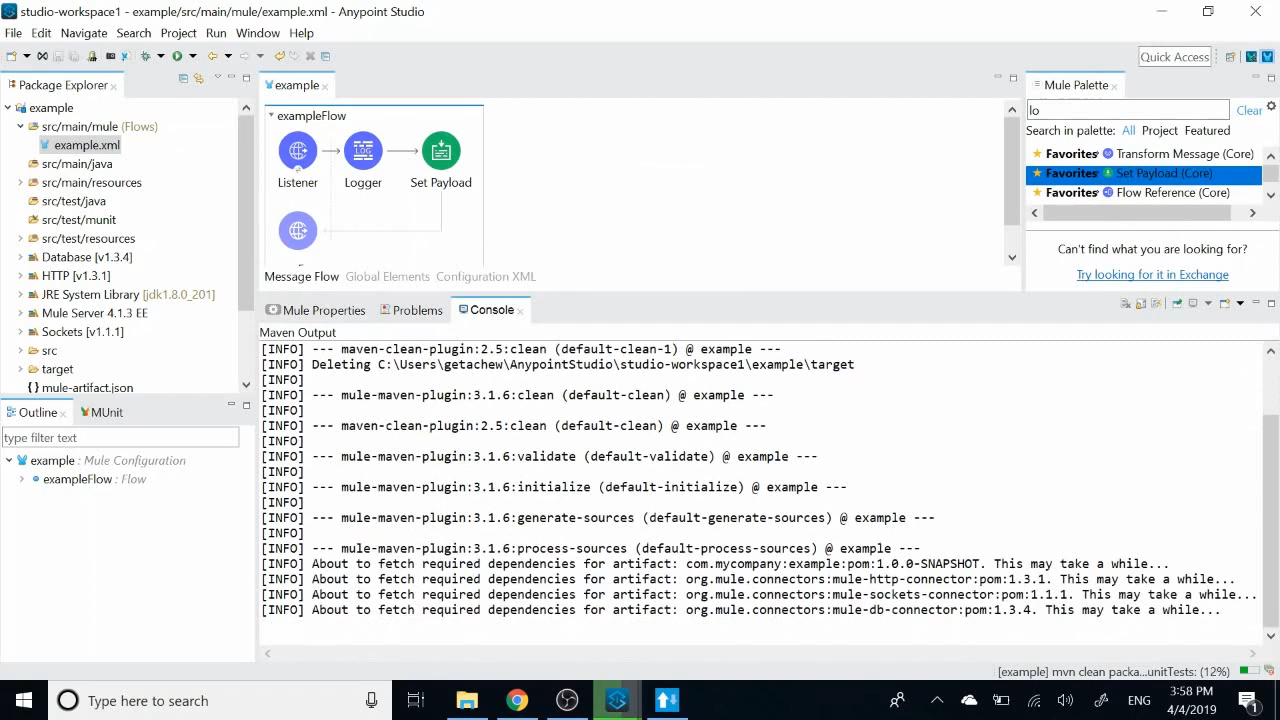 studio-workspace1 - example/src/main/mule/example.xml - Anypoint Studio
File Edit Navigate Search Project Run Window Help
Quick Access
Package Explorer
example
src/main/mule (Flows)
example.xml
src/main/java
src/main/resources
src/test/java
src/test/munit
src/test/resources
Database [v1.3.4]
HTTP [v1.3.1]
JRE System Library [jdk1.8.0_201]
Mule Server 4.1.3 EE
Sockets [v1.1.1]
src
target
mule-artifact.json
Outline MUnit
type filter text
example : Mule Configuration
exampleFlow : Flow
example
exampleFlow
LOG
Listener Logger Set Payload
Message Flow Global Elements Configuration XML
Mule Palette
lo
Clear
Search in palette: All Project Featured
Favorites Transform Message (Core)
Favorites Set Payload (Core)
Favorites Flow Reference (Core)
Can't find what you are looking for?
Try looking for it in Exchange
Mule Properties Problems Console
Maven Output
[INFO] --- maven-clean-plugin:2.5:clean (default-clean-1) @ example ---
[INFO] Deleting C:\Users\getachew\AnypointStudio\studio-workspace1\example\target
[INFO]
[INFO] --- mule-maven-plugin:3.1.6:clean (default-clean) @ example ---
[INFO]
[INFO] --- maven-clean-plugin:2.5:clean (default-clean) @ example ---
[INFO]
[INFO] --- mule-maven-plugin:3.1.6:validate (default-validate) @ example ---
[INFO]
[INFO] --- mule-maven-plugin:3.1.6:initialize (default-initialize) @ example ---
[INFO]
[INFO] --- mule-maven-plugin:3.1.6:generate-sources (default-generate-sources) @ example ---
[INFO]
[INFO] --- mule-maven-plugin:3.1.6:process-sources (default-process-sources) @ example ---
[INFO] About to fetch required dependencies for artifact: com.mycompany:example:pom:1.0.0-SNAPSHOT. This may take a while...
[INFO] About to fetch required dependencies for artifact: org.mule.connectors:mule-http-connector:pom:1.3.1. This may take a while...
[INFO] About to fetch required dependencies for artifact: org.mule.connectors:mule-sockets-connector:pom:1.1.1. This may take a while...
[INFO] About to fetch required dependencies for artifact: org.mule.connectors:mule-db-connector:pom:1.3.4. This may take a while...
[example] mvn clean packa...unitTests: (12%)
Type here to search
ENG
3:58 PM
4/4/2019
1